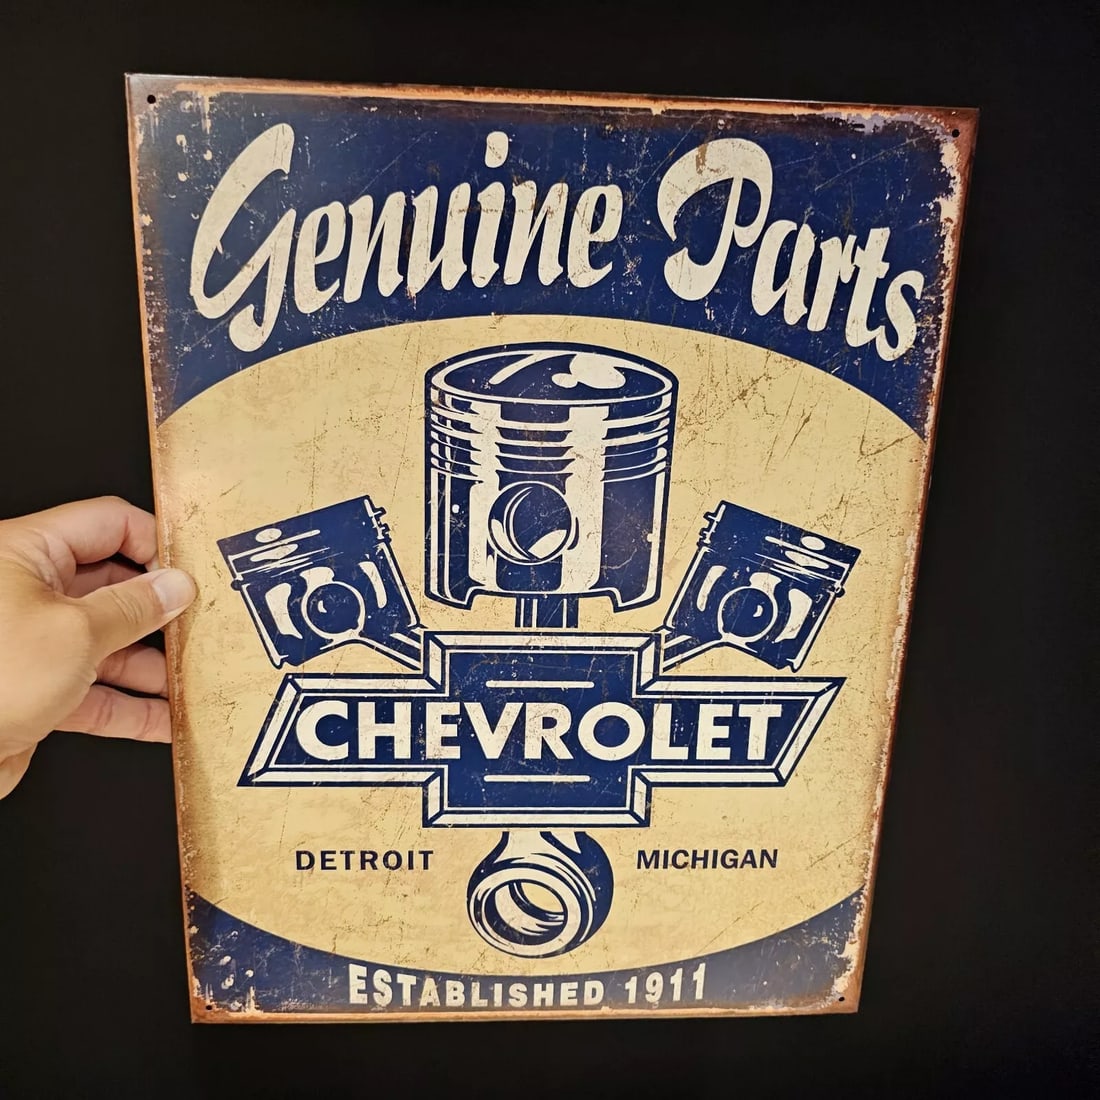 Genuine Parts
CHEVROLET
DETROIT MICHIGAN
ESTABLISHED 1911